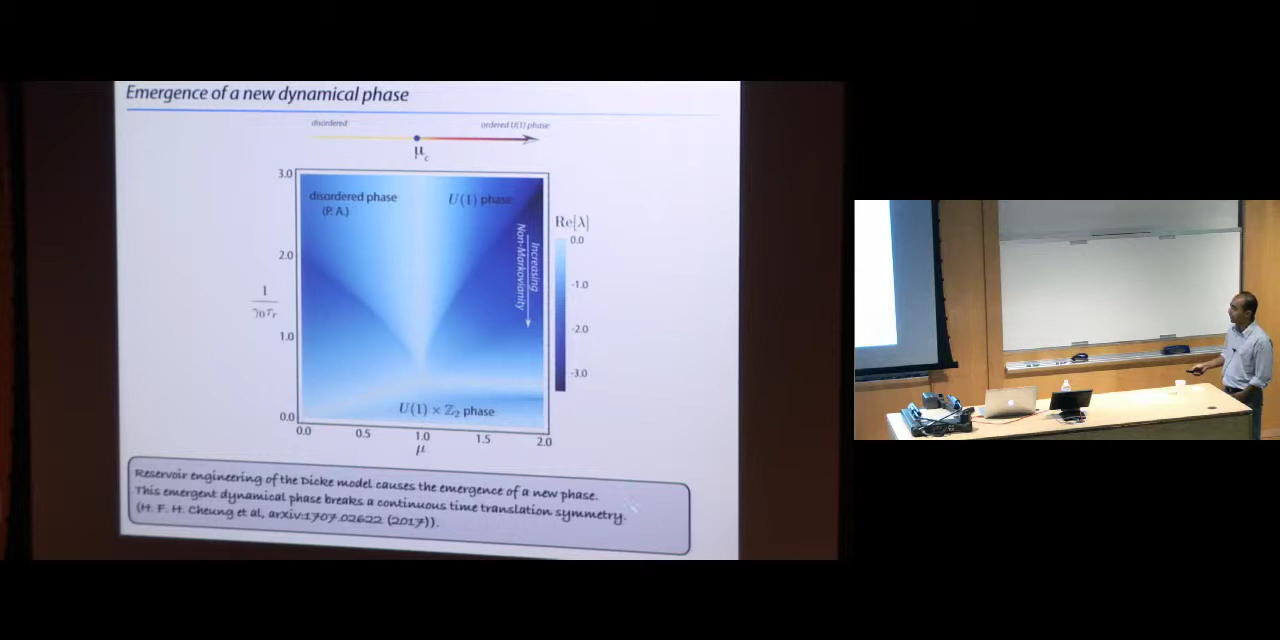 Emergence of a new dynamical phase
disordered
ordered U(1) phase
μc
3.0
2.0
1.0
0.0
1
γ₀τᵣ
disordered phase
(P. A.)
U(1) phase
Increasing
Non-Markovianity
U(1) × ℤ₂ phase
0.0 0.5 1.0 1.5 2.0
μ
Re[λ]
0.0
-1.0
-2.0
-3.0
Reservoir engineering of the Dicke model causes the emergence of a new phase.
This emergent dynamical phase breaks a continuous time translation symmetry.
(H. F. H. Cheung et al, arXiv:1707.02622 (2017)).